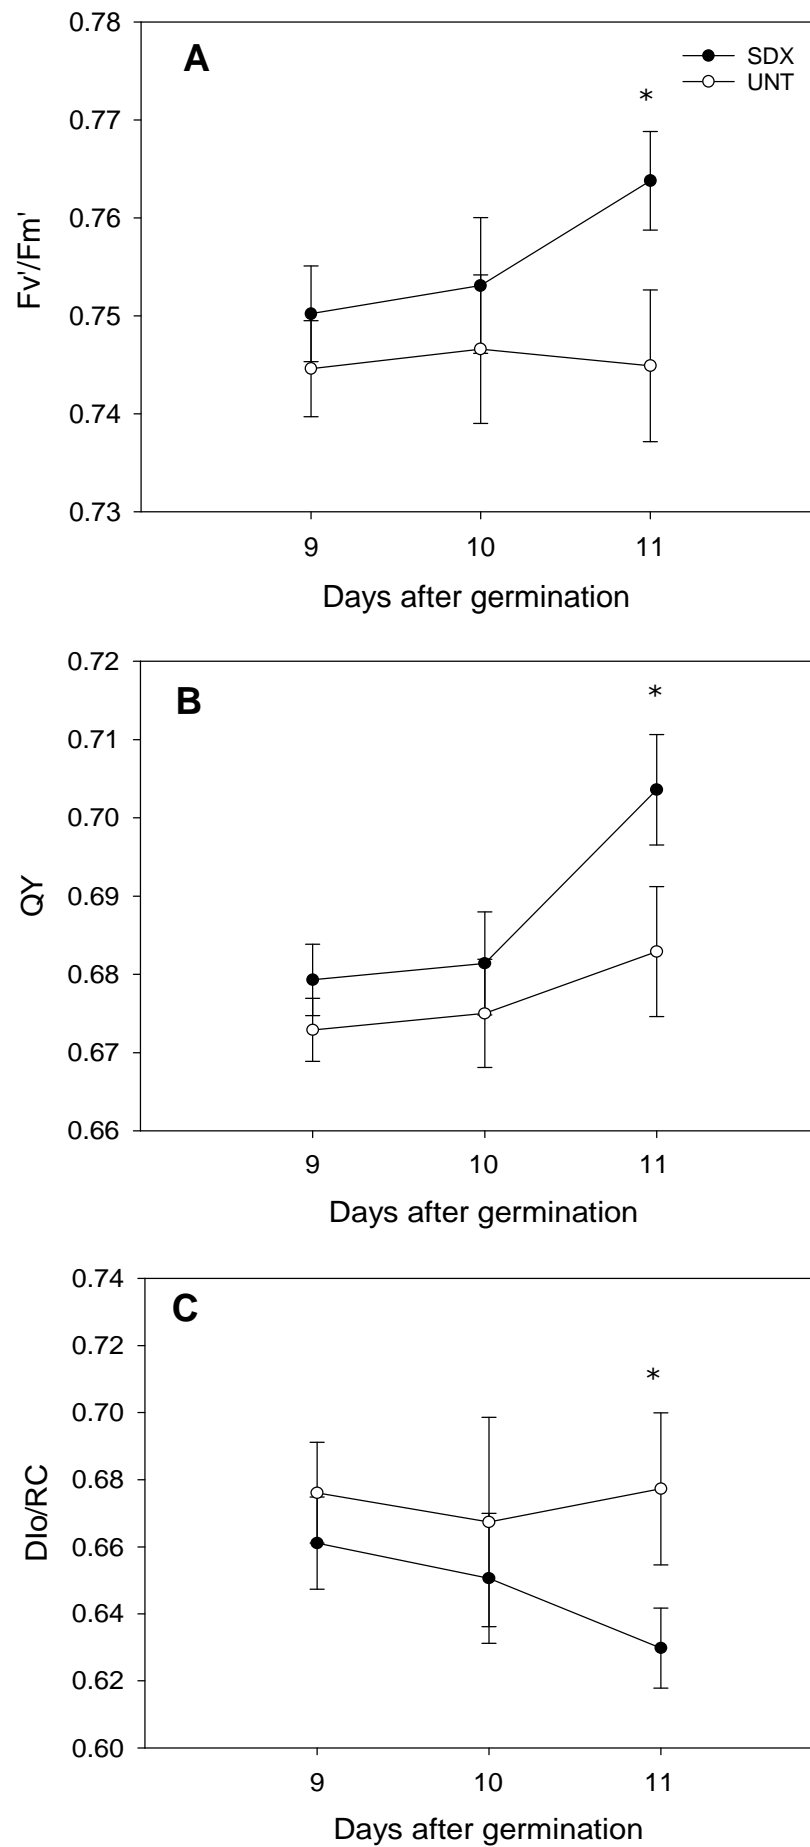 0.78
A
SDX
UNT
*
0.77
0.76
Fv'/Fm'
0.75
0.74
0.73
9 10 11
Days after germination
0.72
B
*
0.71
0.70
0.69
QY
0.68
0.67
0.66
9 10 11
Days after germination
0.74
C
0.72
*
0.70
0.68
DIo/RC
0.66
0.64
0.62
0.60
9 10 11
Days after germination